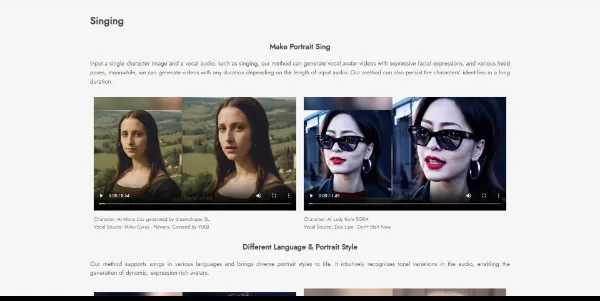 Singing
Make Portrait Sing
Input a single character image and a vocal audio, such as singing, our method can generate vocal avatar videos with expressive facial expressions, and various head
poses, meanwhile, we can generate videos with any duration depending on the length of input audio. Our method can also persist the characters' identities in a long
duration.
0:00 /
0:00 /
Character: AI Mona Lisa generated by dreamshaper XL
Vocal Source: Miley Cyrus - Flowers. Covered by YUQI
Character: AI Lady from SORA
Vocal Source: Dua Lipa - Don't Start Now
Different Language & Portrait Style
Our method supports songs in various languages and brings diverse portrait styles to life. It intuitively recognizes tonal variations in the audio, enabling the
generation of dynamic, expression-rich avatars.